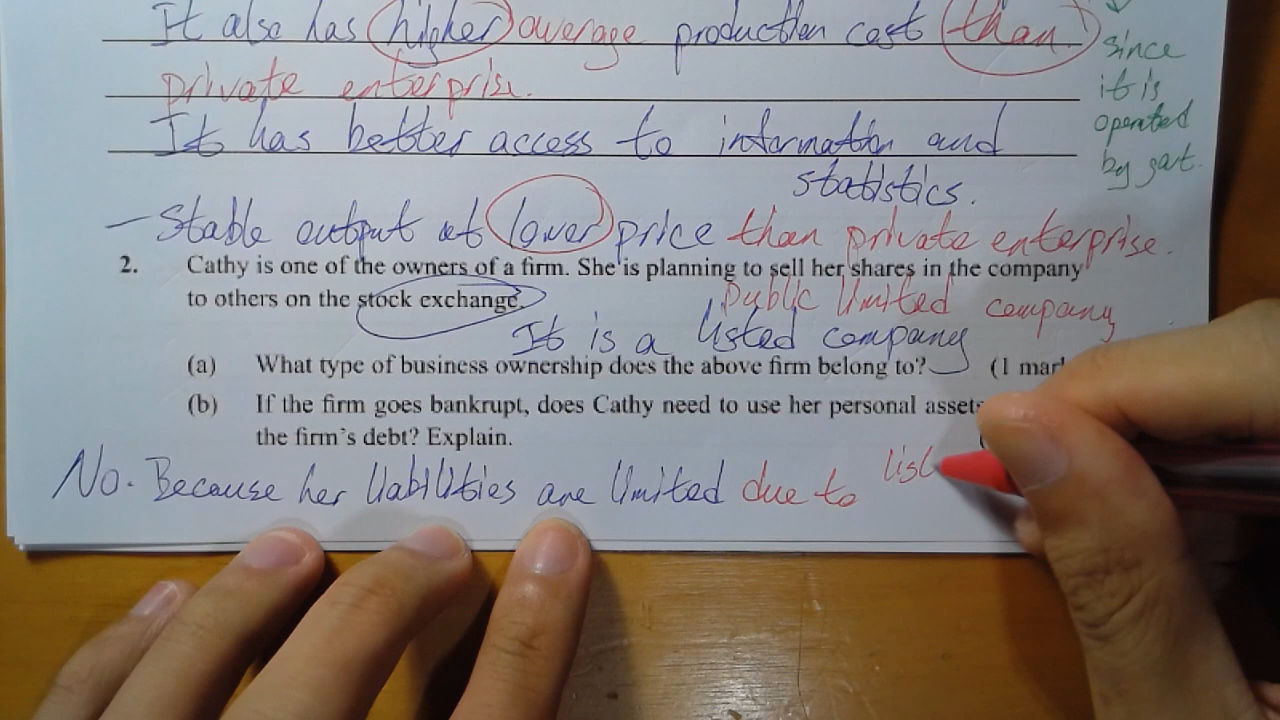 It also has higher average production cost than
private enterprise.
since
it is
operated
by govt.
It has better access to information and
statistics.
- Stable output at lower price than private enterprise.
2. Cathy is one of the owners of a firm. She is planning to sell her shares in the company
to others on the stock exchange.
public limited company
It is a listed company
(a) What type of business ownership does the above firm belong to? (1 mar
(b) If the firm goes bankrupt, does Cathy need to use her personal asset
the firm's debt? Explain.
No. Because her liabilities are limited due to list